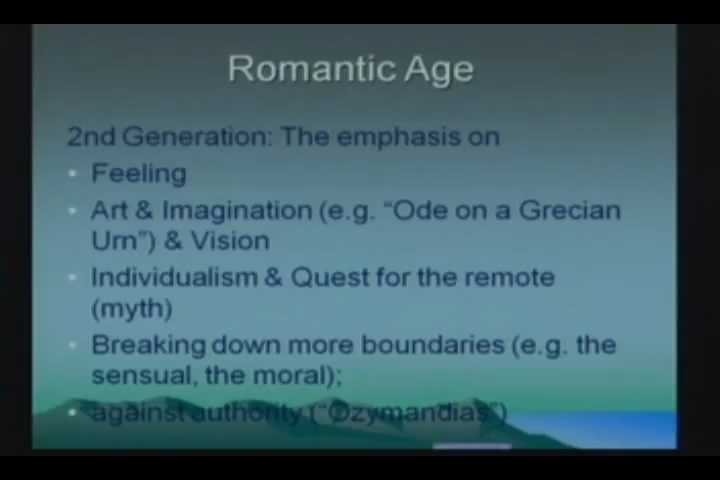 Romantic Age
2nd Generation: The emphasis on
• Feeling
• Art & Imagination (e.g. “Ode on a Grecian
Urn”) & Vision
• Individualism & Quest for the remote
(myth)
• Breaking down more boundaries (e.g. the
sensual, the moral);
• against authority (“Ozymandias”)